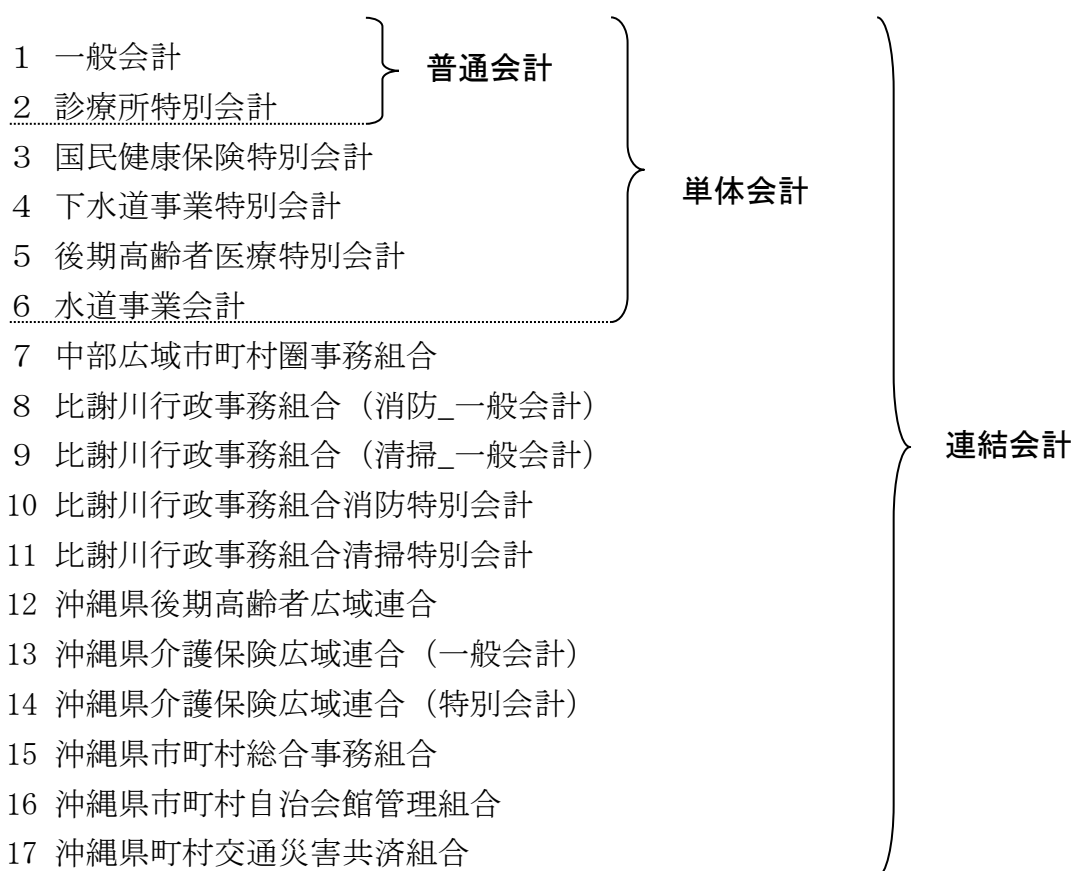 1 一般会計
普通会計
2 診療所特別会計
3 国民健康保険特別会計
単体会計
4 下水道事業特別会計
5 後期高齢者医療特別会計
6 水道事業会計
7 中部広域市町村圏事務組合
8 比謝川行政事務組合（消防_一般会計）
連結会計
9 比謝川行政事務組合（清掃_一般会計）
10 比謝川行政事務組合消防特別会計
11 比謝川行政事務組合清掃特別会計
12 沖縄県後期高齢者広域連合
13 沖縄県介護保険広域連合（一般会計）
14 沖縄県介護保険広域連合（特別会計）
15 沖縄県市町村総合事務組合
16 沖縄県市町村自治会館管理組合
17 沖縄県町村交通災害共済組合